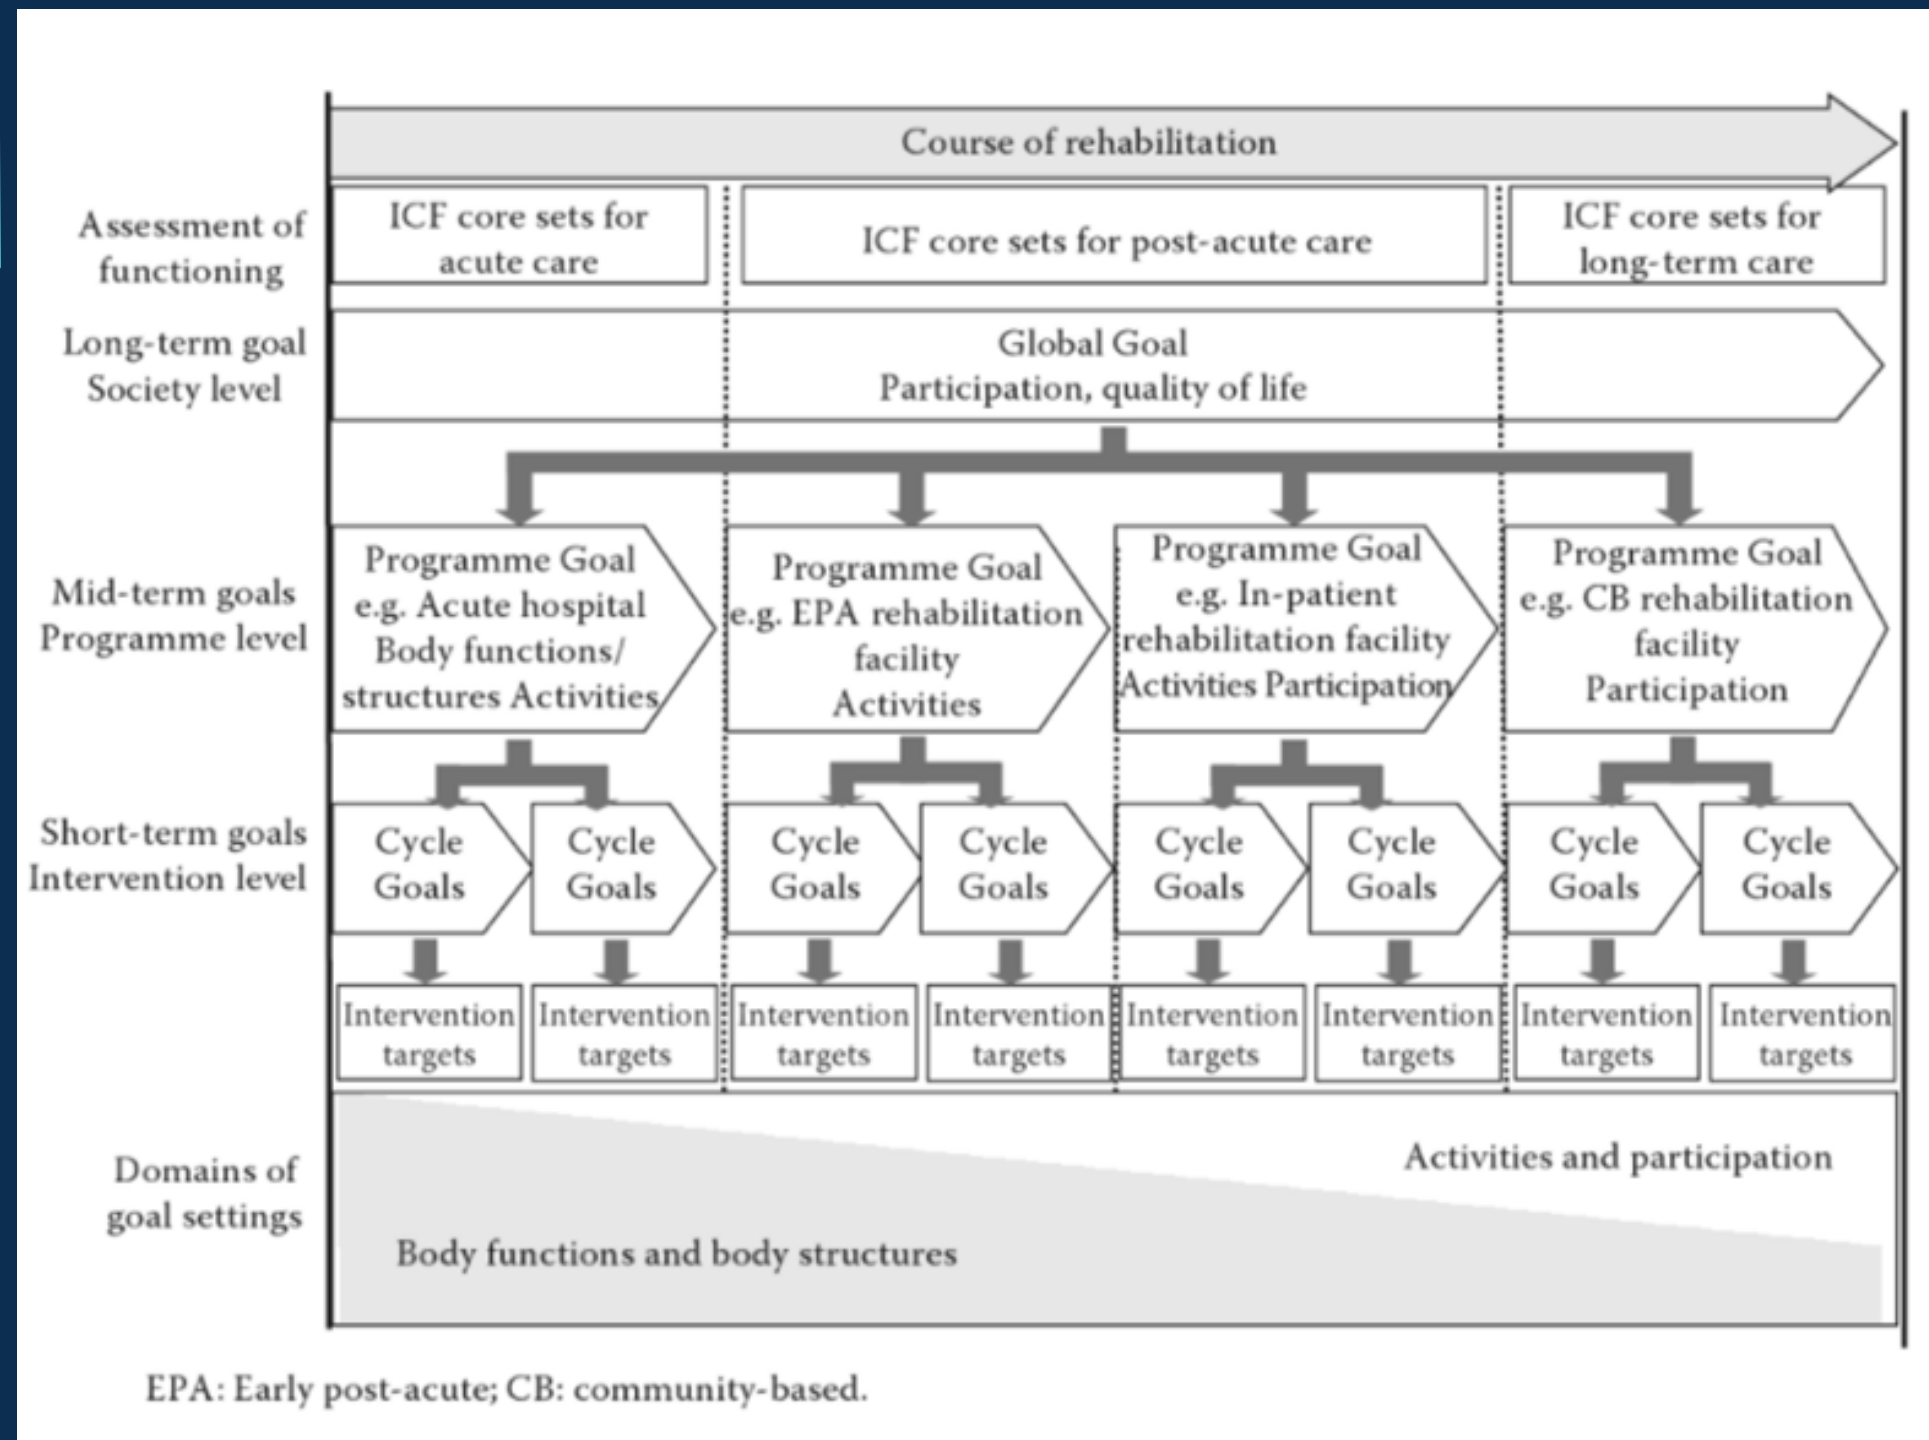 Course of rehabilitation
Assessment of
functioning
ICF core sets for
acute care
ICF core sets for post-acute care
ICF core sets for
long-term care
Long-term goal
Society level
Global Goal
Participation, quality of life
Mid-term goals
Programme level
Programme Goal
e.g. Acute hospital
Body functions/
structures Activities
Programme Goal
e.g. EPA rehabilitation
facility
Activities
Programme Goal
e.g. In-patient
rehabilitation facility
Activities Participation
Programme Goal
e.g. CB rehabilitation
facility
Participation
Short-term goals
Intervention level
Cycle
Goals
Cycle
Goals
Cycle
Goals
Cycle
Goals
Cycle
Goals
Cycle
Goals
Cycle
Goals
Cycle
Goals
Intervention
targets
Intervention
targets
Intervention
targets
Intervention
targets
Intervention
targets
Intervention
targets
Intervention
targets
Intervention
targets
Domains of
goal settings
Activities and participation
Body functions and body structures
EPA: Early post-acute; CB: community-based.